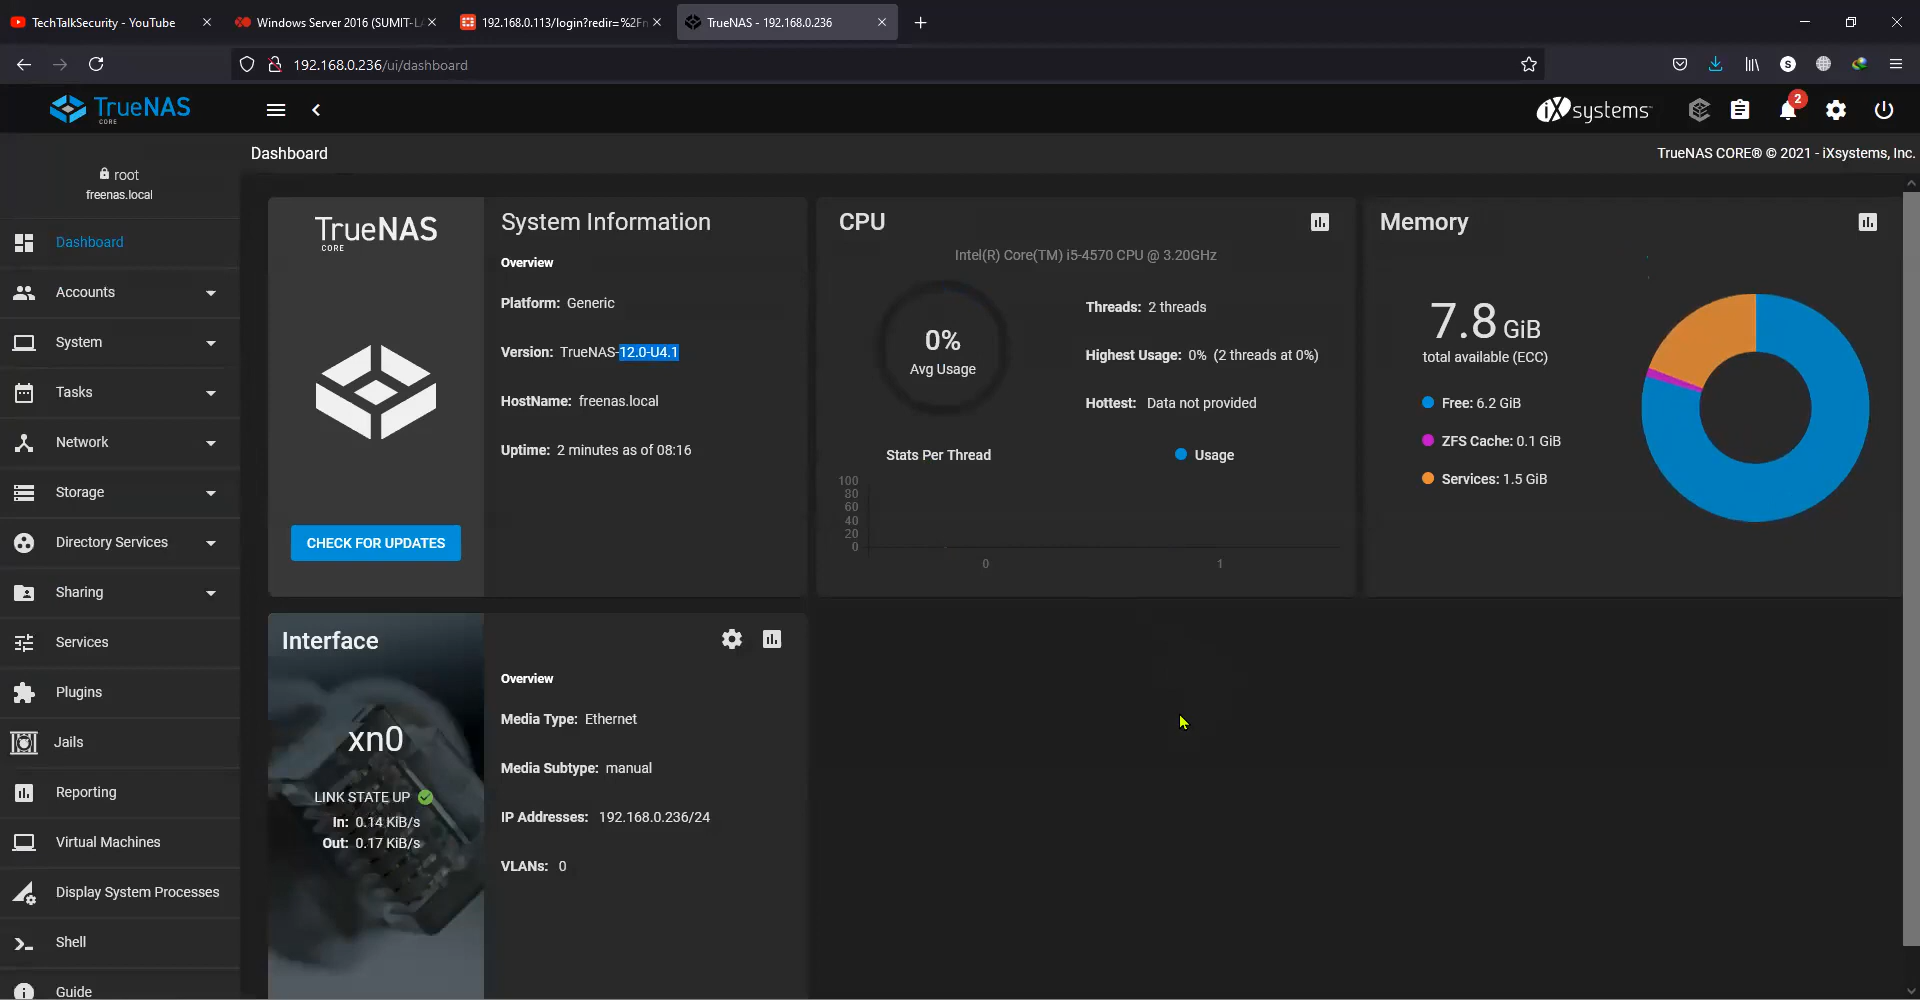 TechTalkSecurity - YouTube
Windows Server 2016 (SUMIT-LA
192.168.0.113/login?redir=%2Fn
TrueNAS - 192.168.0.236
192.168.0.236/ui/dashboard
S
TrueNAS
CORE
iXsystems
2
root
freenas.local
Dashboard
TrueNAS CORE® © 2021 - iXsystems, Inc.
Dashboard
Accounts
System
Tasks
Network
Storage
Directory Services
Sharing
Services
Plugins
Jails
Reporting
Virtual Machines
Display System Processes
Shell
Guide
TrueNAS
CORE
CHECK FOR UPDATES
System Information
Overview
Platform: Generic
Version: TrueNAS-12.0-U4.1
HostName: freenas.local
Uptime: 2 minutes as of 08:16
CPU
Intel(R) Core(TM) i5-4570 CPU @ 3.20GHz
0%
Avg Usage
Threads: 2 threads
Highest Usage: 0% (2 threads at 0%)
Hottest: Data not provided
Stats Per Thread
Usage
100
80
60
40
20
0
0 1
Memory
7.8 GiB
total available (ECC)
Free: 6.2 GiB
ZFS Cache: 0.1 GiB
Services: 1.5 GiB
Interface
xn0
LINK STATE UP
In: 0.14 KiB/s
Out: 0.17 KiB/s
Overview
Media Type: Ethernet
Media Subtype: manual
IP Addresses: 192.168.0.236/24
VLANs: 0